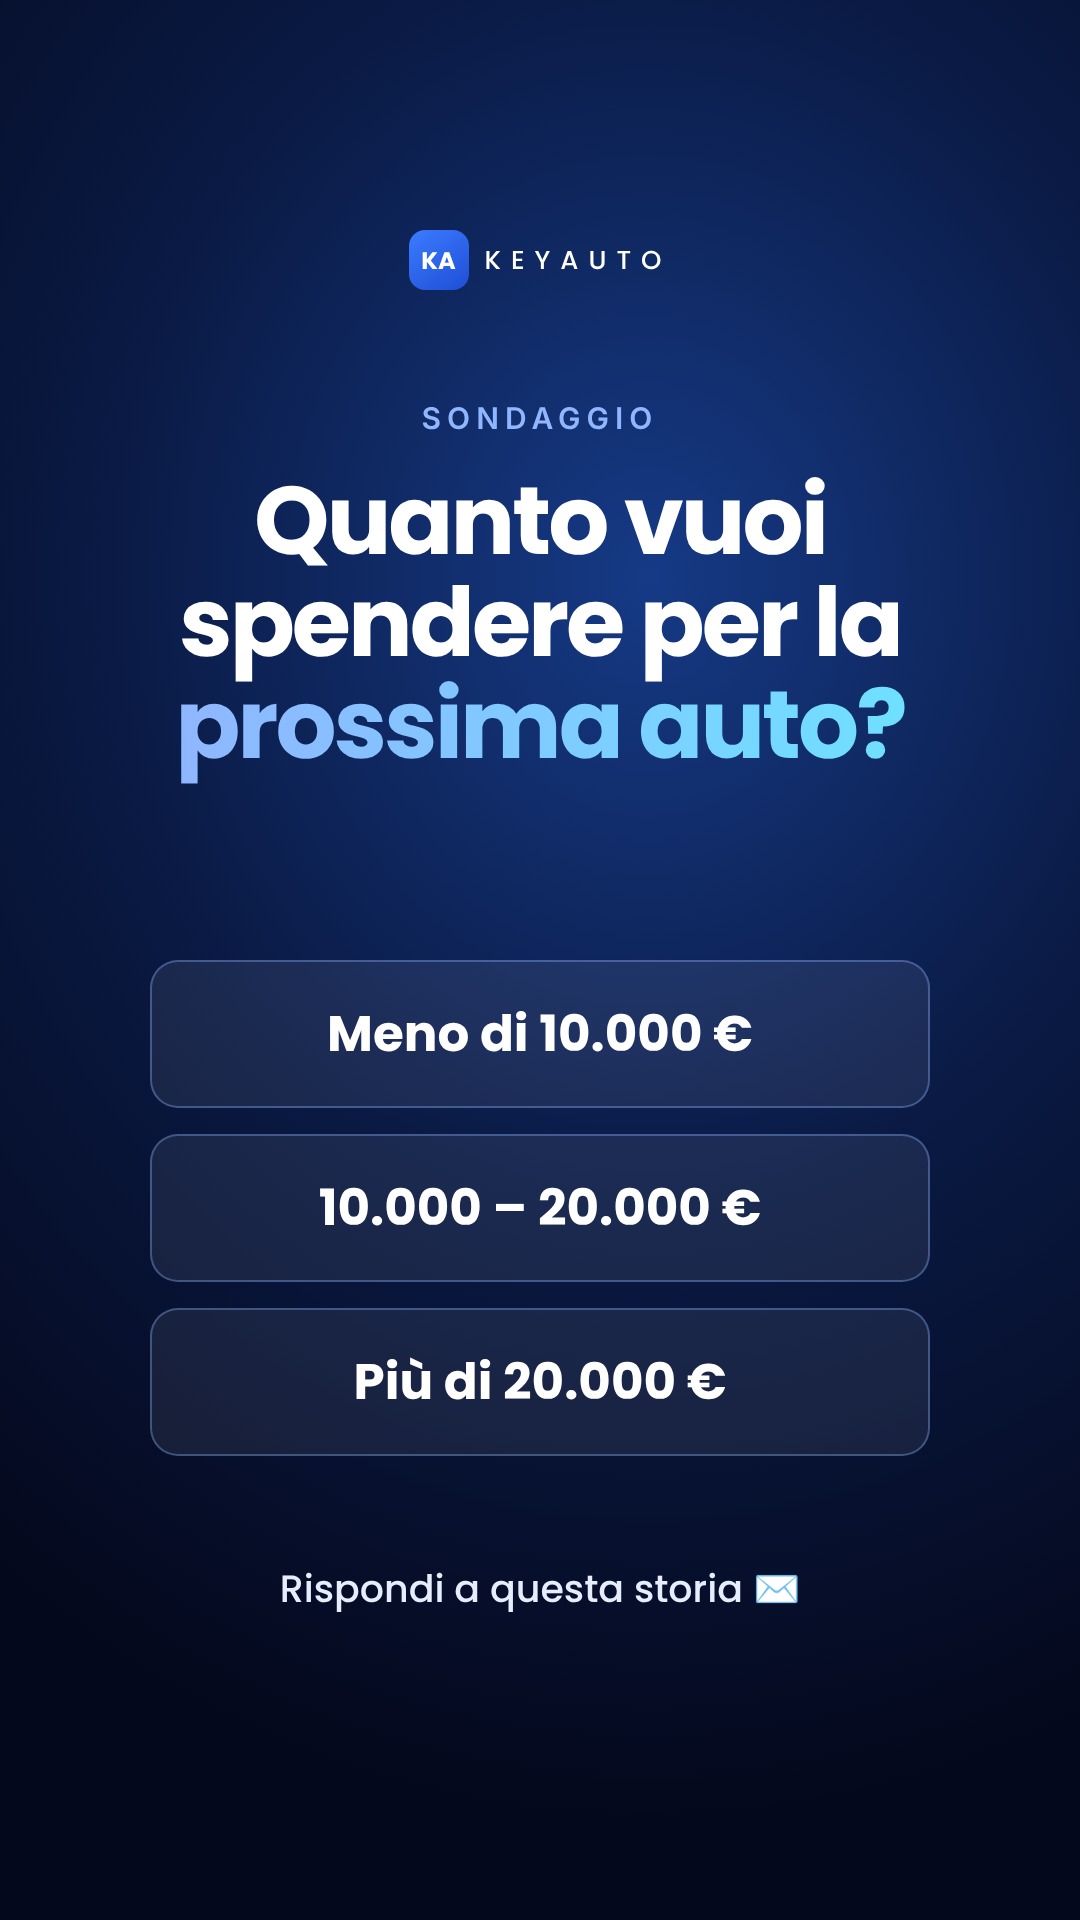 KA KEYAUTO
SONDAGGIO
Quanto vuoi
spendere per la
prossima auto?
Meno di 10.000 €
10.000 – 20.000 €
Più di 20.000 €
Rispondi a questa storia ✉️